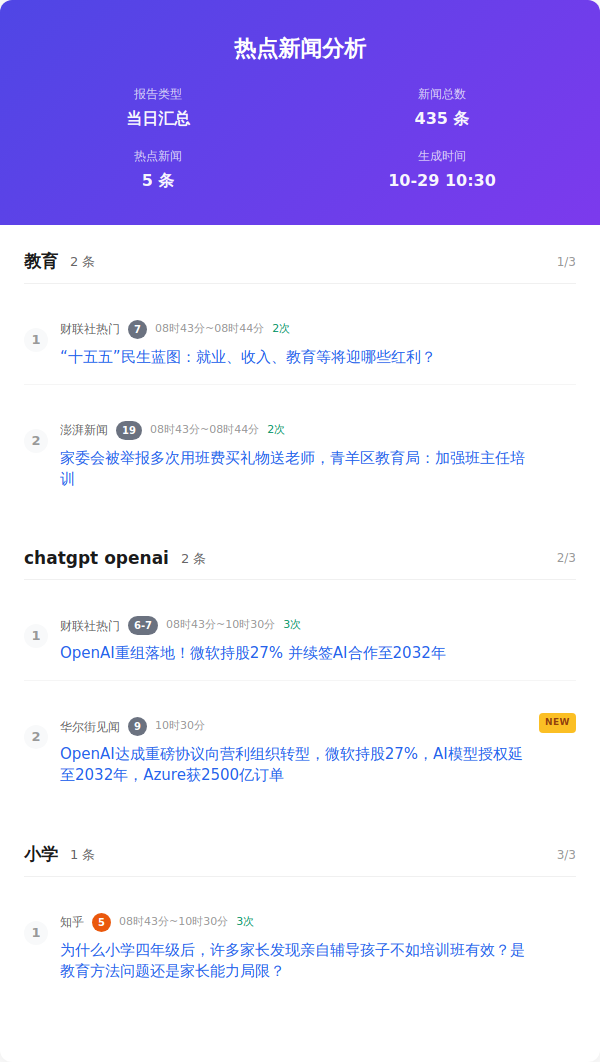 热点新闻分析
报告类型
新闻总数
当日汇总
435 条
热点新闻
生成时间
5 条
10-29 10:30
教育 2 条 1/3
1 财联社热门 7 08时43分~08时44分 2次
“十五五”民生蓝图：就业、收入、教育等将迎哪些红利？
2 澎湃新闻 19 08时43分~08时44分 2次
家委会被举报多次用班费买礼物送老师，青羊区教育局：加强班主任培
训
chatgpt openai 2 条 2/3
1 财联社热门 6-7 08时43分~10时30分 3次
OpenAI重组落地！微软持股27% 并续签AI合作至2032年
2 华尔街见闻 9 10时30分 NEW
OpenAI达成重磅协议向营利组织转型，微软持股27%，AI模型授权延
至2032年，Azure获2500亿订单
小学 1 条 3/3
1 知乎 5 08时43分~10时30分 3次
为什么小学四年级后，许多家长发现亲自辅导孩子不如培训班有效？是
教育方法问题还是家长能力局限？